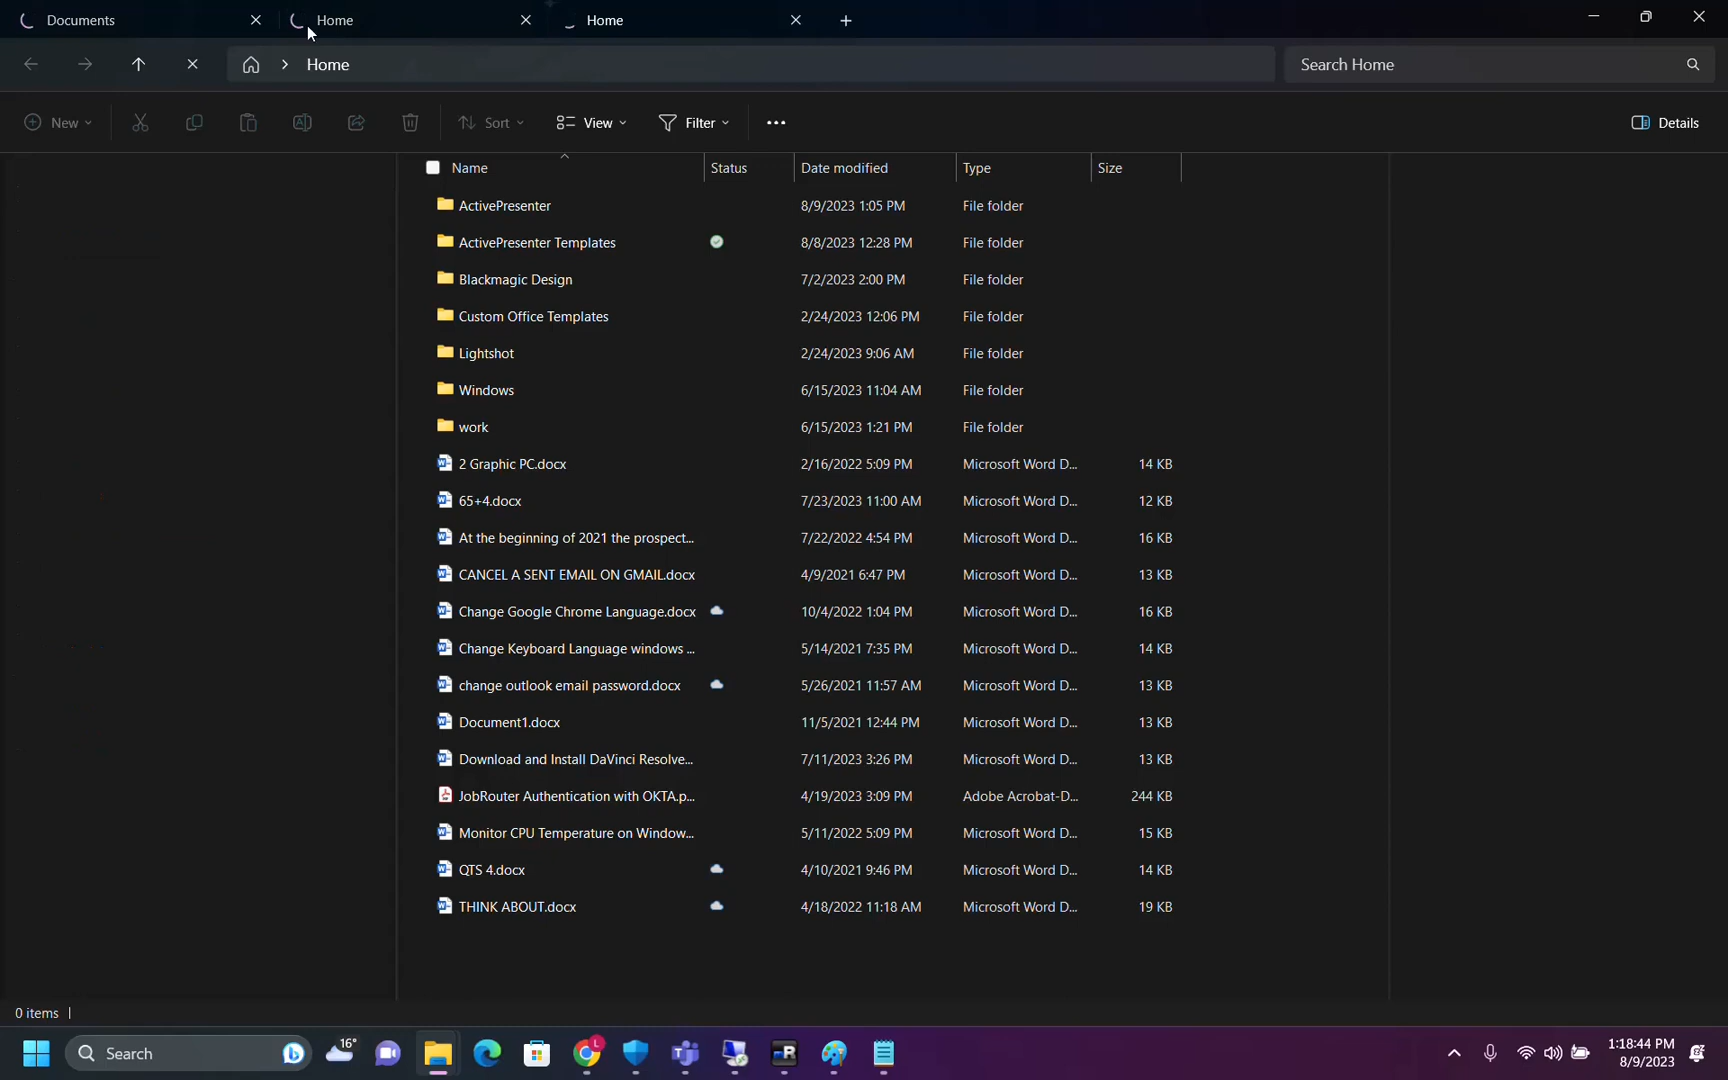 Documents Home Home
Home Search Home
New Sort View Filter Details
Name Status Date modified Type Size
ActivePresenter 8/9/2023 1:05 PM File folder
ActivePresenter Templates 8/8/2023 12:28 PM File folder
Blackmagic Design 7/2/2023 2:00 PM File folder
Custom Office Templates 2/24/2023 12:06 PM File folder
Lightshot 2/24/2023 9:06 AM File folder
Windows 6/15/2023 11:04 AM File folder
work 6/15/2023 1:21 PM File folder
2 Graphic PC.docx 2/16/2022 5:09 PM Microsoft Word D... 14 KB
65+4.docx 7/23/2023 11:00 AM Microsoft Word D... 12 KB
At the beginning of 2021 the prospect... 7/22/2022 4:54 PM Microsoft Word D... 16 KB
CANCEL A SENT EMAIL ON GMAIL.docx 4/9/2021 6:47 PM Microsoft Word D... 13 KB
Change Google Chrome Language.docx 10/4/2022 1:04 PM Microsoft Word D... 16 KB
Change Keyboard Language windows ... 5/14/2021 7:35 PM Microsoft Word D... 14 KB
change outlook email password.docx 5/26/2021 11:57 AM Microsoft Word D... 13 KB
Document1.docx 11/5/2021 12:44 PM Microsoft Word D... 13 KB
Download and Install DaVinci Resolve... 7/11/2023 3:26 PM Microsoft Word D... 13 KB
JobRouter Authentication with OKTA.p... 4/19/2023 3:09 PM Adobe Acrobat-D... 244 KB
Monitor CPU Temperature on Window... 5/11/2022 5:09 PM Microsoft Word D... 15 KB
QTS 4.docx 4/10/2021 9:46 PM Microsoft Word D... 14 KB
THINK ABOUT.docx 4/18/2022 11:18 AM Microsoft Word D... 19 KB
0 items
Search 16° 1:18:44 PM
8/9/2023